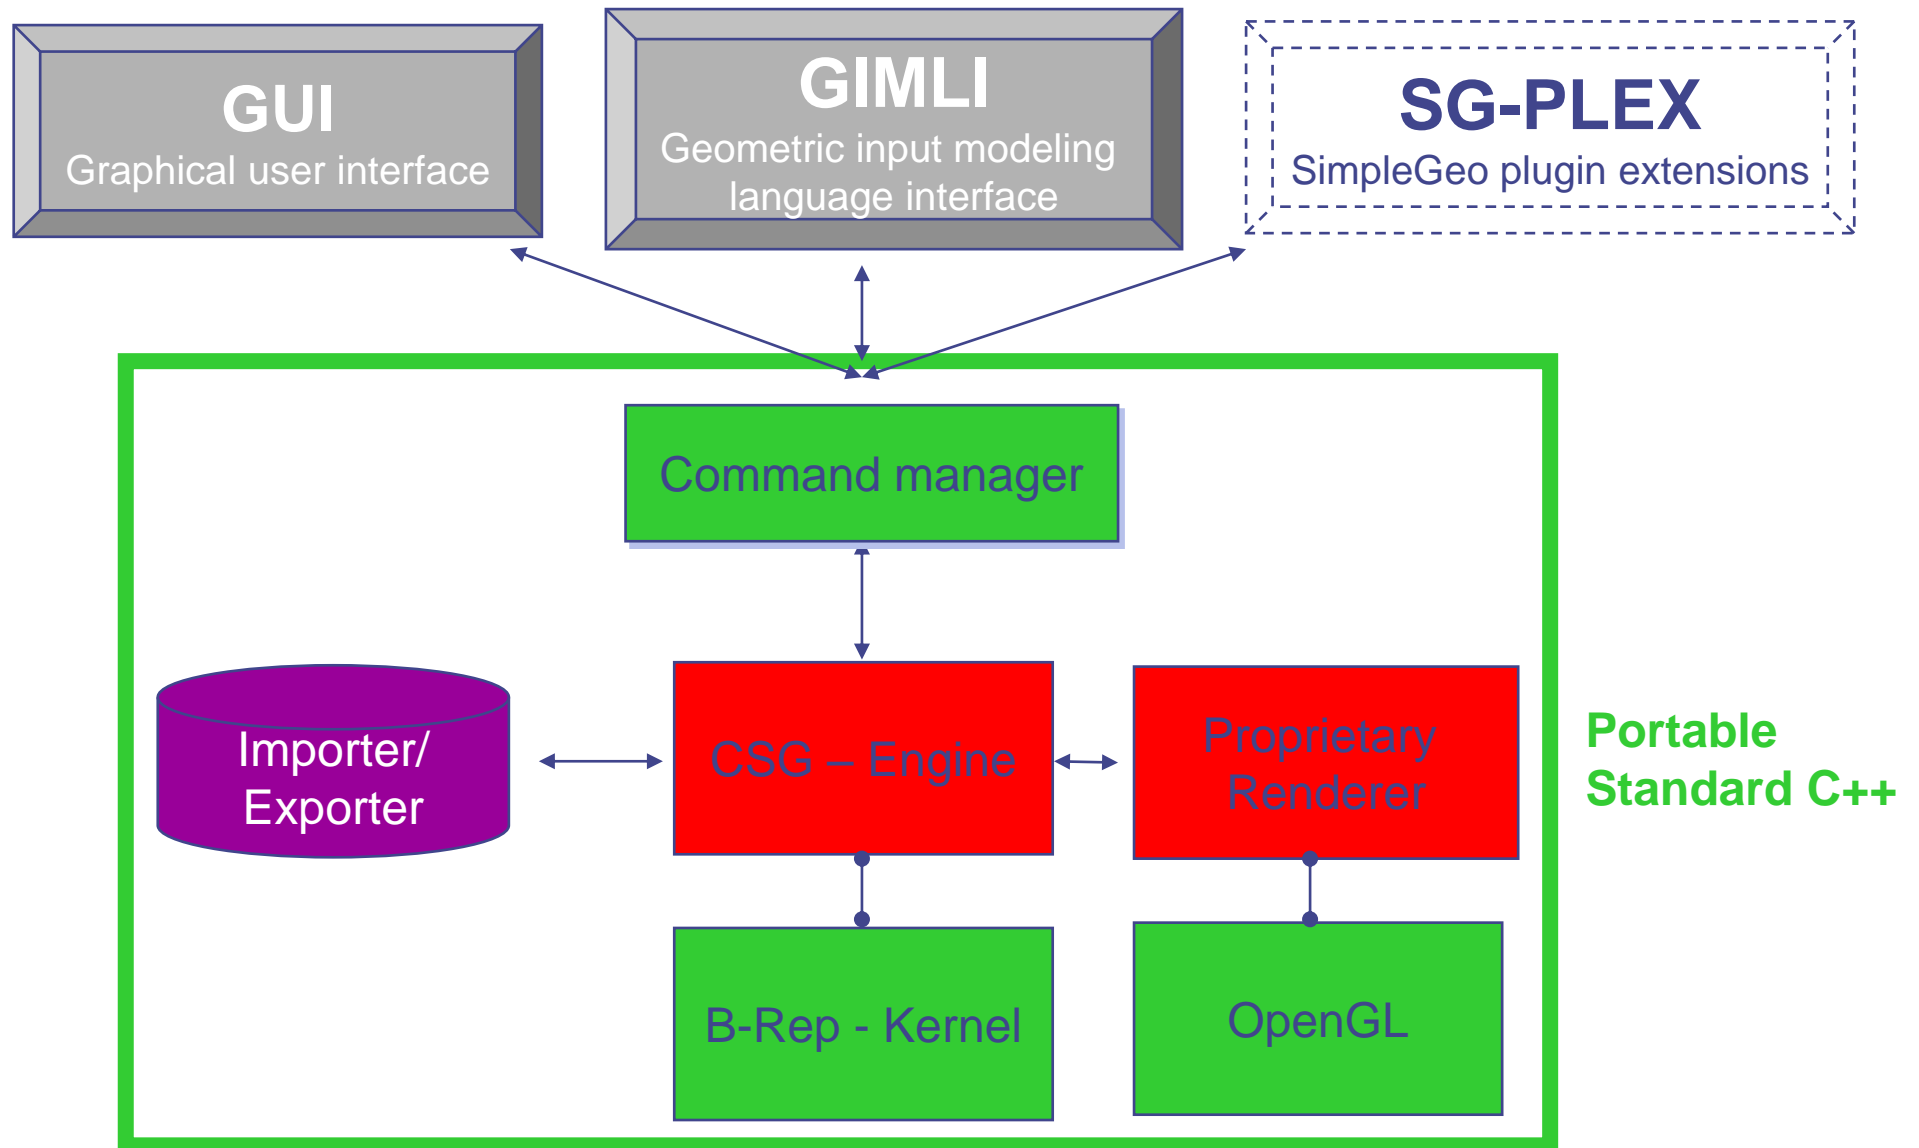 GUI
Graphical user interface
GIMLI
Geometric input modeling
language interface
SG-PLEX
SimpleGeo plugin extensions
Command manager
Importer/
Exporter
CSG – Engine
Proprietary
Renderer
Portable
Standard C++
B-Rep - Kernel
OpenGL